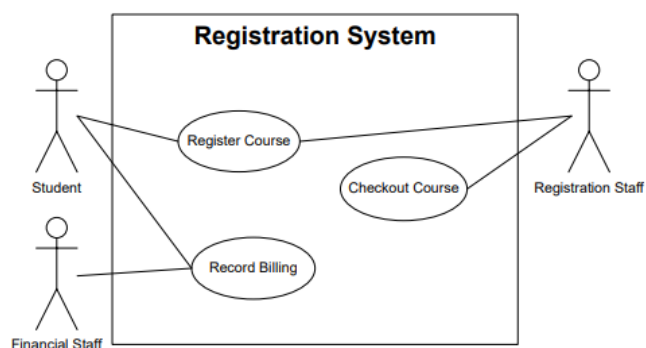 Registration System
Register Course
Student
Checkout Course
Registration Staff
Record Billing
Financial Staff